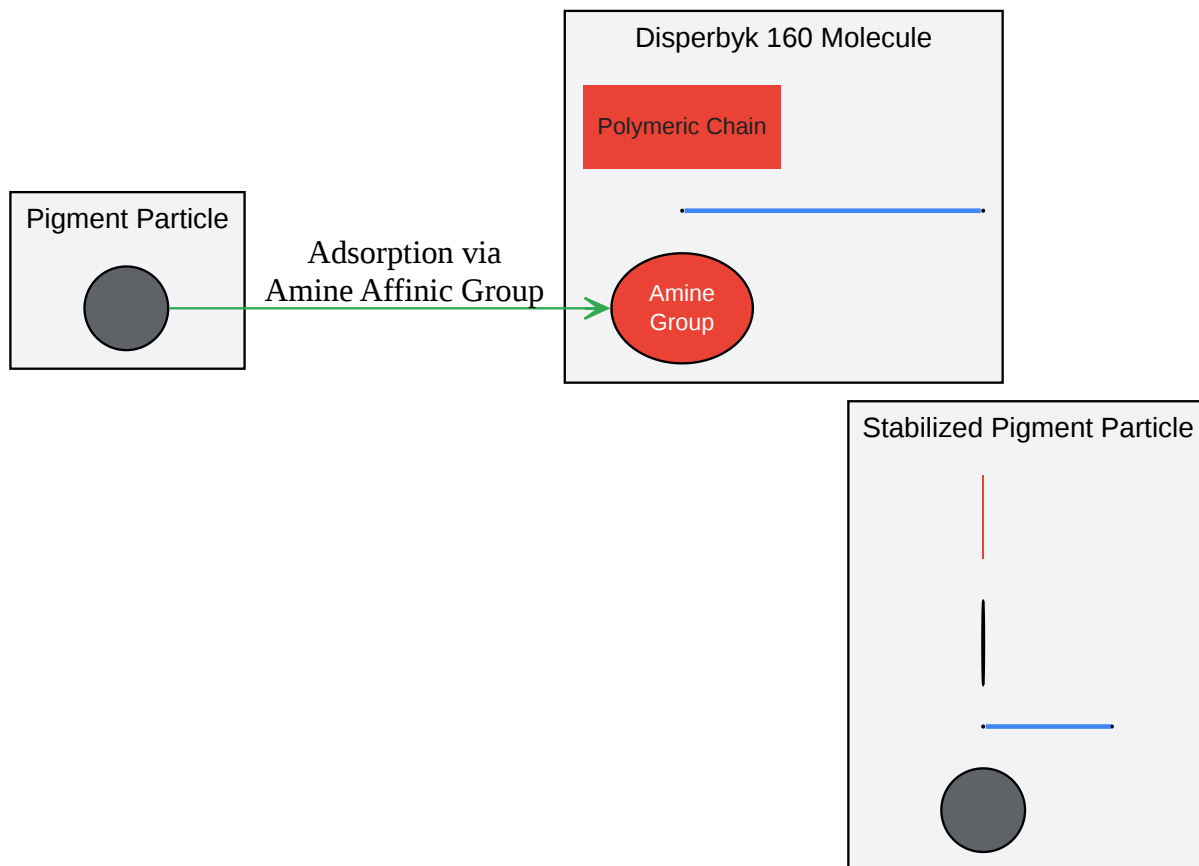 Disperbyk 160 Molecule
Polymeric Chain
Pigment Particle
Adsorption via
Amine Affinic Group
Amine
Group
Stabilized Pigment Particle